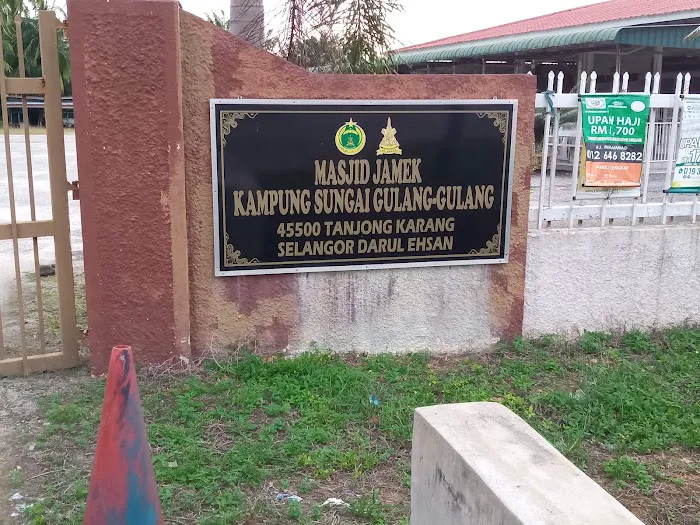 MASJID JAMEK
KAMPUNG SUNGAI GULANG-GULANG
45500 TANJONG KARANG
SELANGOR DARUL EHSAN
UPAH HAJI
RM1,700
012 646 8282